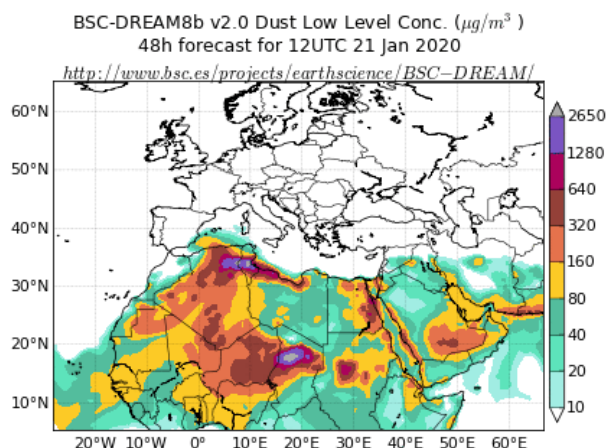 BSC-DREAM8b v2.0 Dust Low Level Conc. (μg/m³ )
48h forecast for 12UTC 21 Jan 2020
http://www.bsc.es/projects/earthscience/BSC−DREAM/
60°N
50°N
40°N
30°N
20°N
10°N
20°W 10°W 0° 10°E 20°E 30°E 40°E 50°E 60°E
2650
1280
640
320
160
80
40
20
10